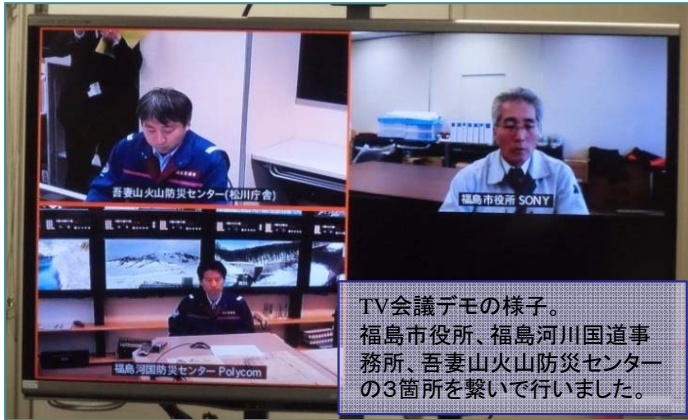 吾妻山火山防災センター(松川庁舎)
福島市役所 SONY
福島河国防災センター Polycom
TV会議デモの様子。
福島市役所、福島河川国道事
務所、吾妻山火山防災センター
の3箇所を繋いで行いました。